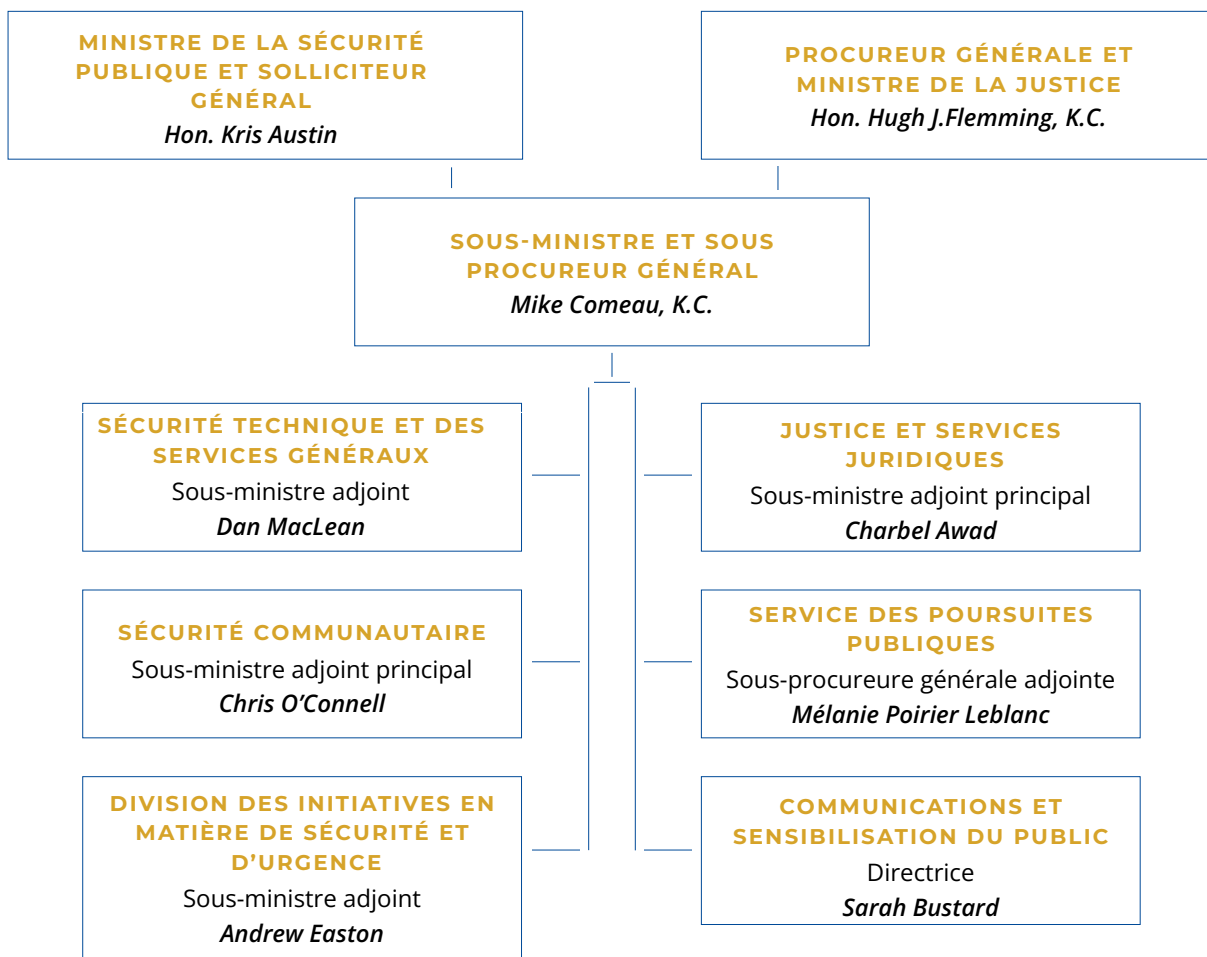 MINISTRE DE LA SÉCURITÉ
PUBLIQUE ET SOLLICITEUR
GÉNÉRAL
Hon. Kris Austin
PROCUREUR GÉNÉRALE ET
MINISTRE DE LA JUSTICE
Hon. Hugh J.Flemming, K.C.
SOUS-MINISTRE ET SOUS
PROCUREUR GÉNÉRAL
Mike Comeau, K.C.
SÉCURITÉ TECHNIQUE ET DES
SERVICES GÉNÉRAUX
Sous-ministre adjoint
Dan MacLean
JUSTICE ET SERVICES
JURIDIQUES
Sous-ministre adjoint principal
Charbel Awad
SÉCURITÉ COMMUNAUTAIRE
Sous-ministre adjoint principal
Chris O’Connell
SERVICE DES POURSUITES
PUBLIQUES
Sous-procureure générale adjointe
Mélanie Poirier Leblanc
DIVISION DES INITIATIVES EN
MATIÈRE DE SÉCURITÉ ET
D’URGENCE
Sous-ministre adjoint
Andrew Easton
COMMUNICATIONS ET
SENSIBILISATION DU PUBLIC
Directrice
Sarah Bustard